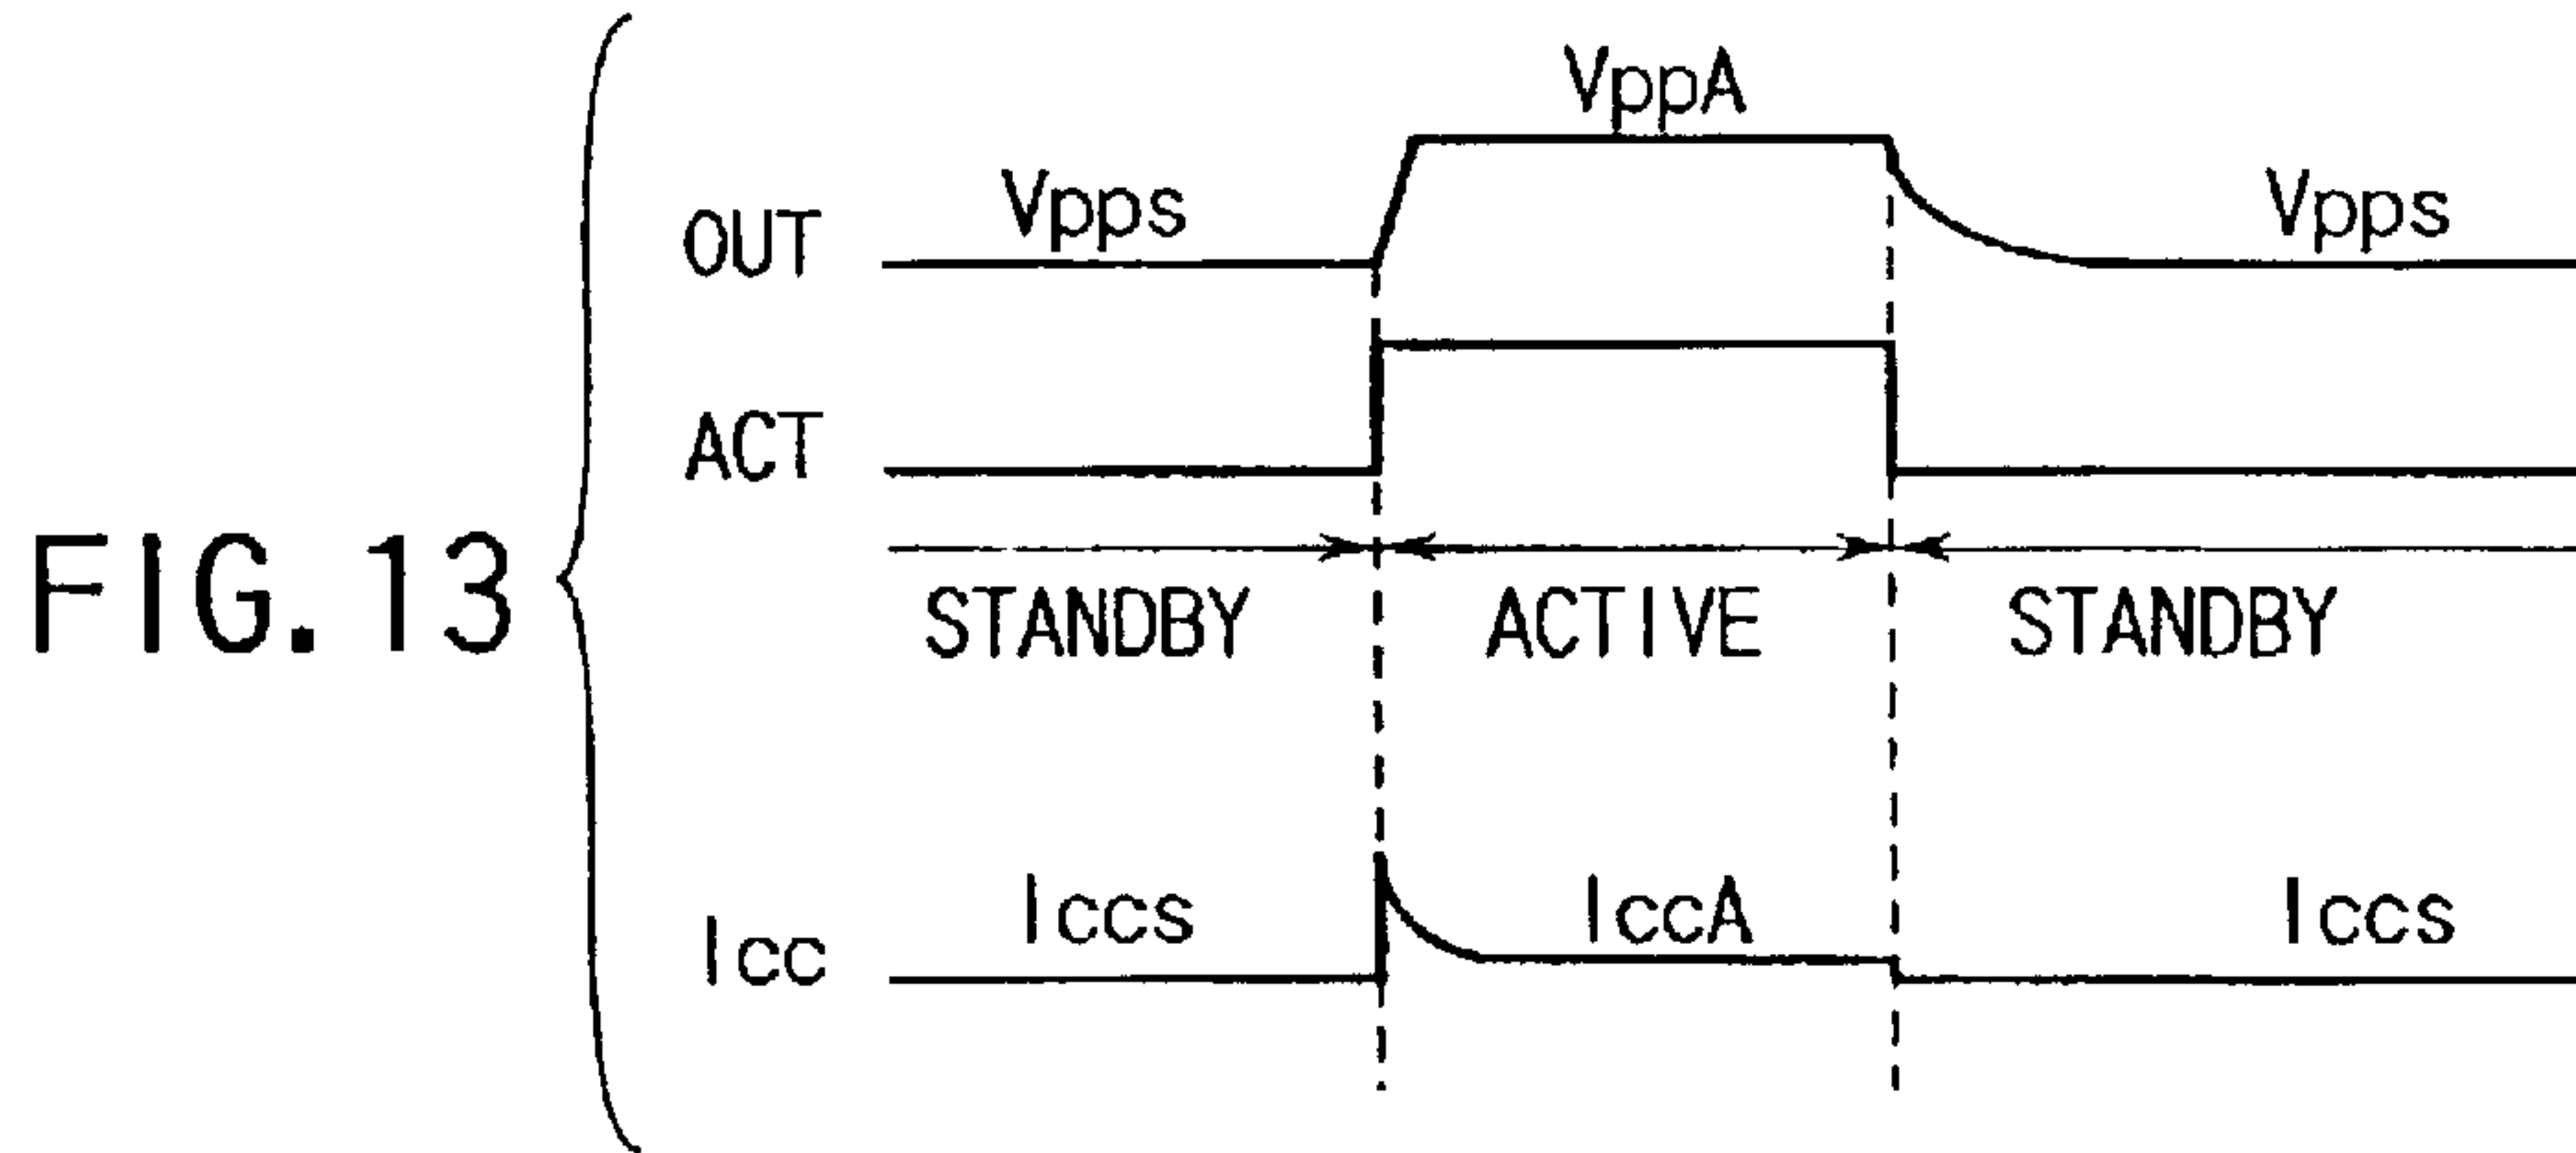 FIG.13
VppA
OUT Vpps Vpps
ACT
STANDBY ACTIVE STANDBY
Icc Iccs IccA Iccs